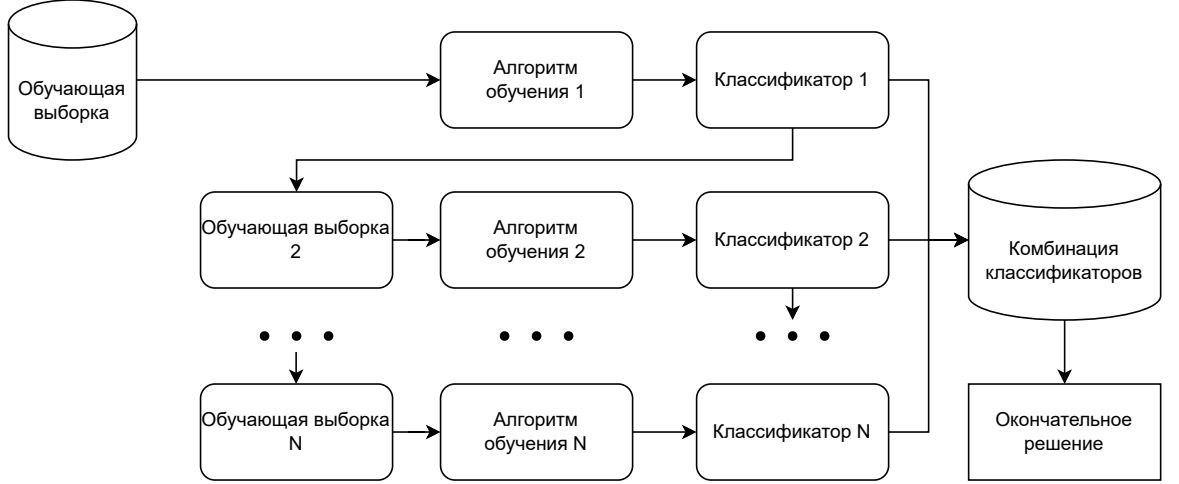 Обучающая
выборка
Алгоритм
обучения 1
Классификатор 1
Обучающая выборка
2
Алгоритм
обучения 2
Классификатор 2
Комбинация
классификаторов
Обучающая выборка
N
Алгоритм
обучения N
Классификатор N
Окончательное
решение